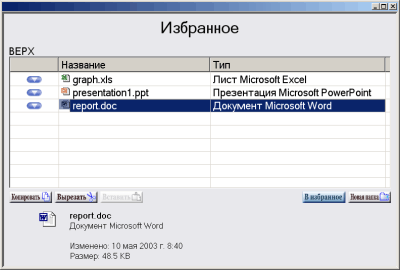 Избранное
ВЕРХ
Название Тип
graph.xls Лист Microsoft Excel
presentation1.ppt Презентация Microsoft PowerPoint
report.doc Документ Microsoft Word
Копировать Вырезать Вставить В избранное Новая папка
report.doc
Документ Microsoft Word
Изменено: 10 мая 2003 г. 8:40
Размер: 48.5 KB